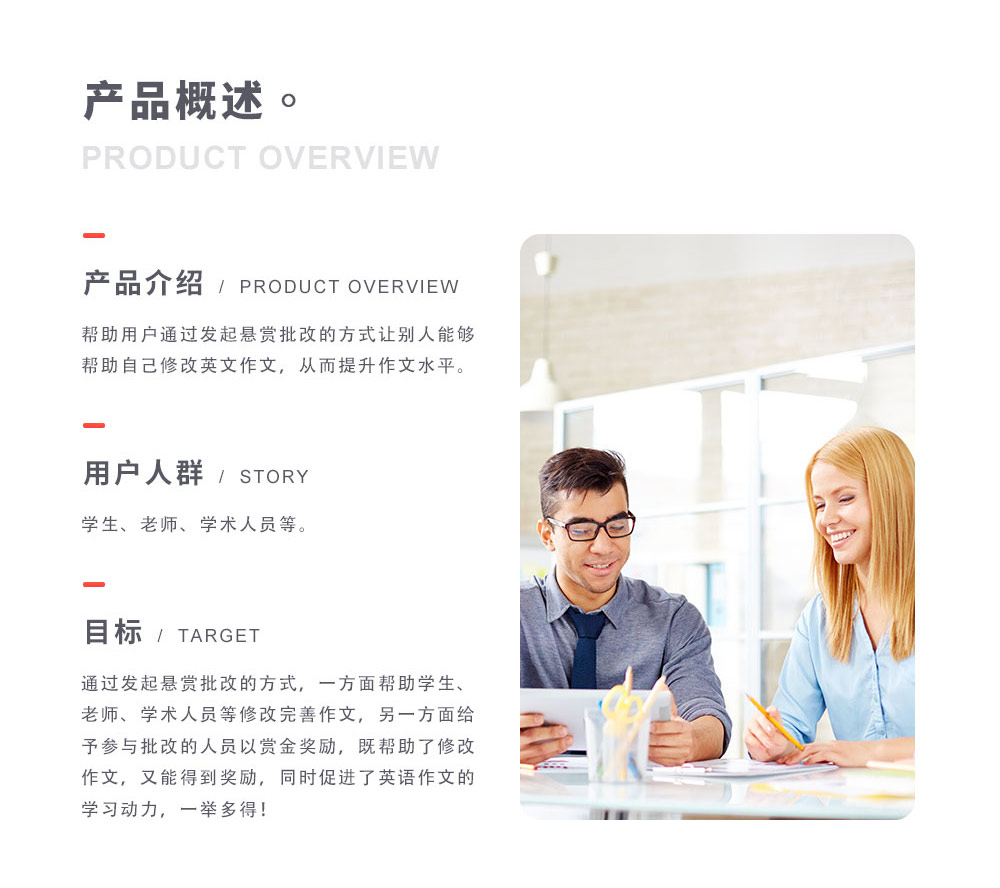 产品概述。
PRODUCT OVERVIEW
产品介绍 / PRODUCT OVERVIEW
帮助用户通过发起悬赏批改的方式让别人能够
帮助自己修改英文作文，从而提升作文水平。
用户人群 / STORY
学生、老师、学术人员等。
目标 / TARGET
通过发起悬赏批改的方式，一方面帮助学生、
老师、学术人员等修改完善作文，另一方面给
予参与批改的人员以赏金奖励，既帮助了修改
作文，又能得到奖励，同时促进了英语作文的
学习动力，一举多得！